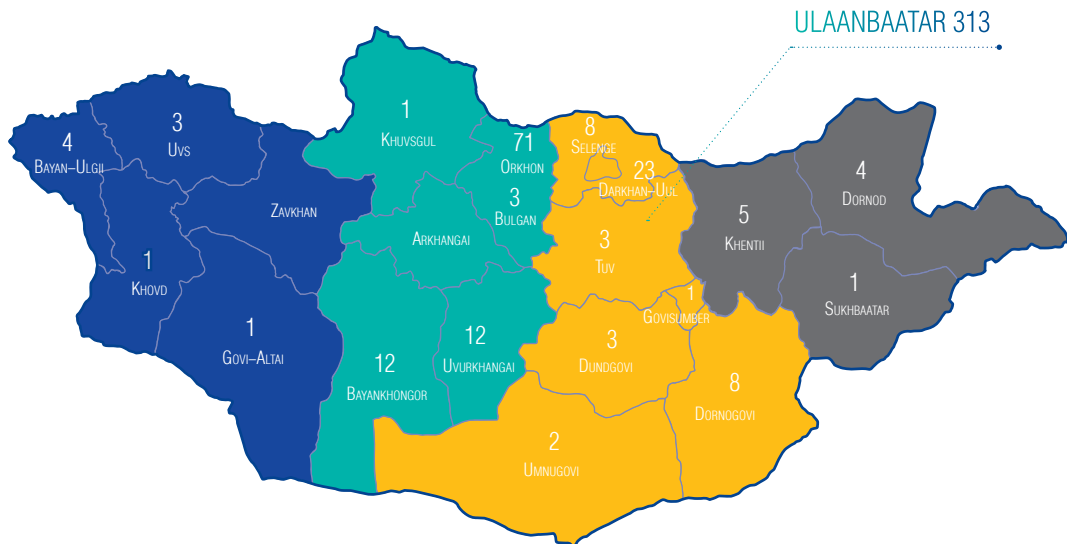 ULAANBAATAR 313
4
BAYAN–ULGII
3
UVS
ZAVKHAN
1
KHOVD
1
GOVI–ALTAI
1
KHUVSGUL
71
ORKHON
3
BULGAN
ARKHANGAI
12
BAYANKHONGOR
12
UVURKHANGAI
8
SELENGE
23
DARKHAN–UUL
3
TUV
1
GOVISUMBER
3
DUNDGOVI
8
DORNOGOVI
2
UMNUGOVI
5
KHENTII
4
DORNOD
1
SUKHBAATAR